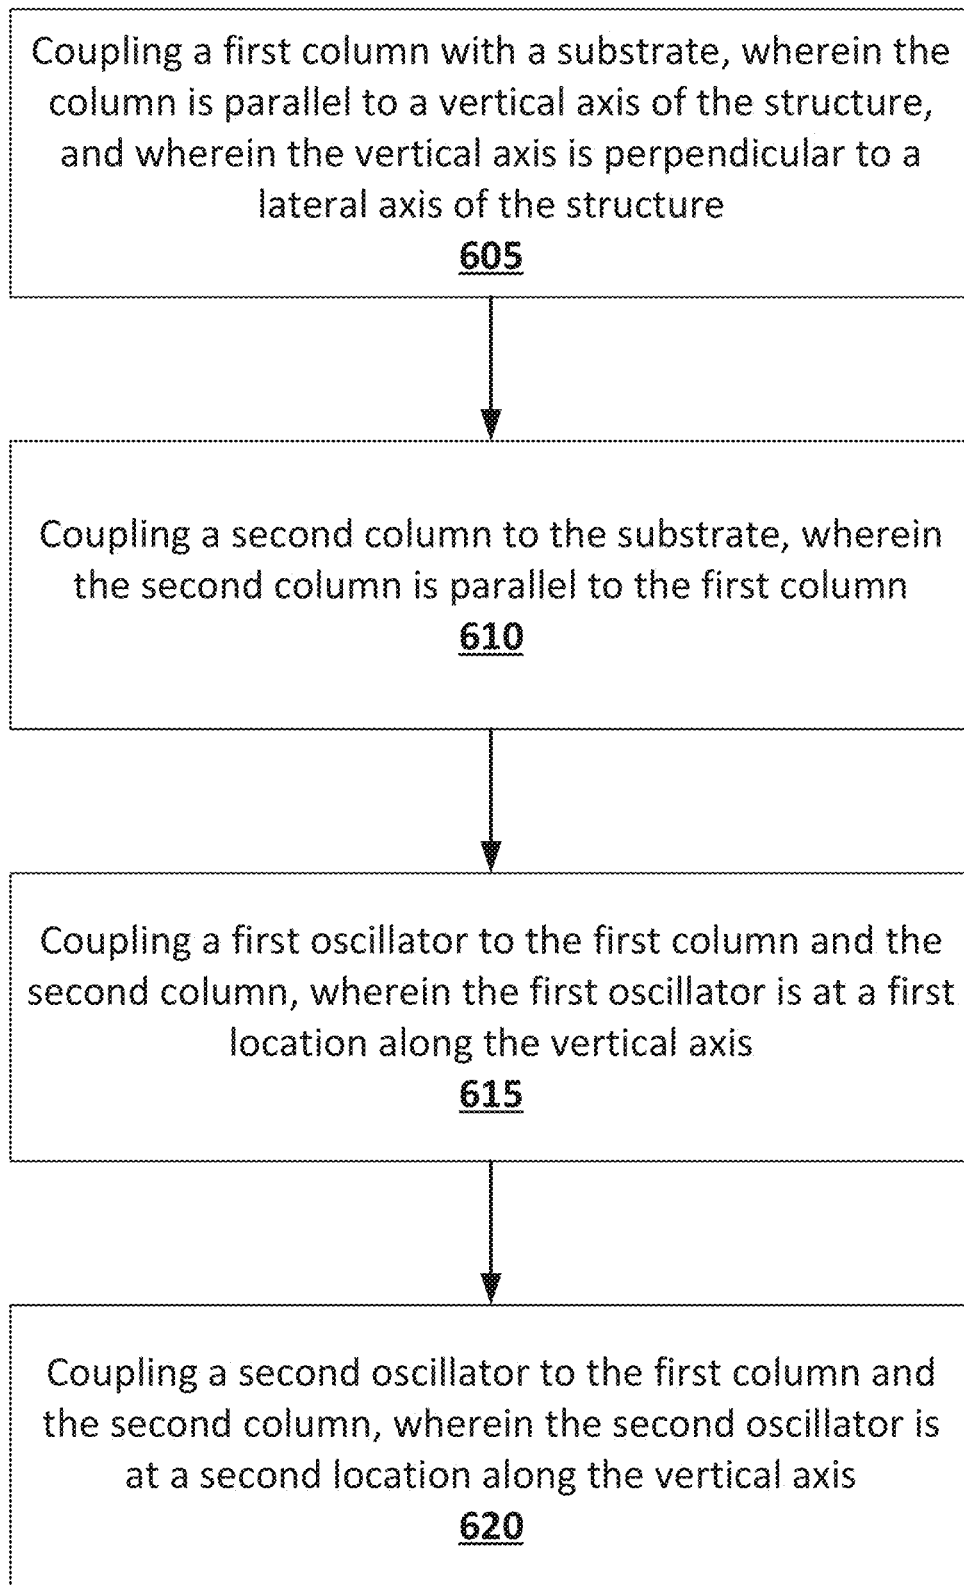 Coupling a first column with a substrate, wherein the
column is parallel to a vertical axis of the structure,
and wherein the vertical axis is perpendicular to a
lateral axis of the structure
605
Coupling a second column to the substrate, wherein
the second column is parallel to the first column
610
Coupling a first oscillator to the first column and the
second column, wherein the first oscillator is at a first
location along the vertical axis
615
Coupling a second oscillator to the first column and
the second column, wherein the second oscillator is
at a second location along the vertical axis
620